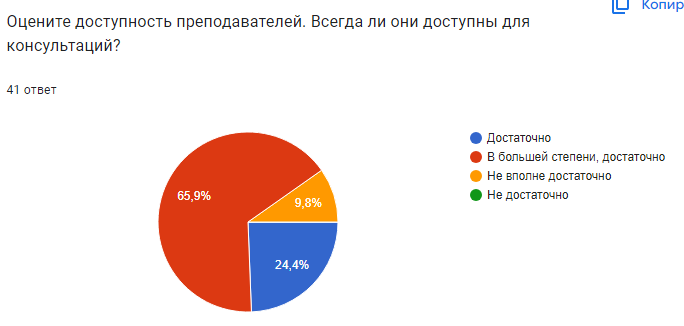 Копир
Оцените доступность преподавателей. Всегда ли они доступны для
консультаций?
41 ответ
Достаточно
В большей степени, достаточно
Не вполне достаточно
Не достаточно
65,9%
9,8%
24,4%